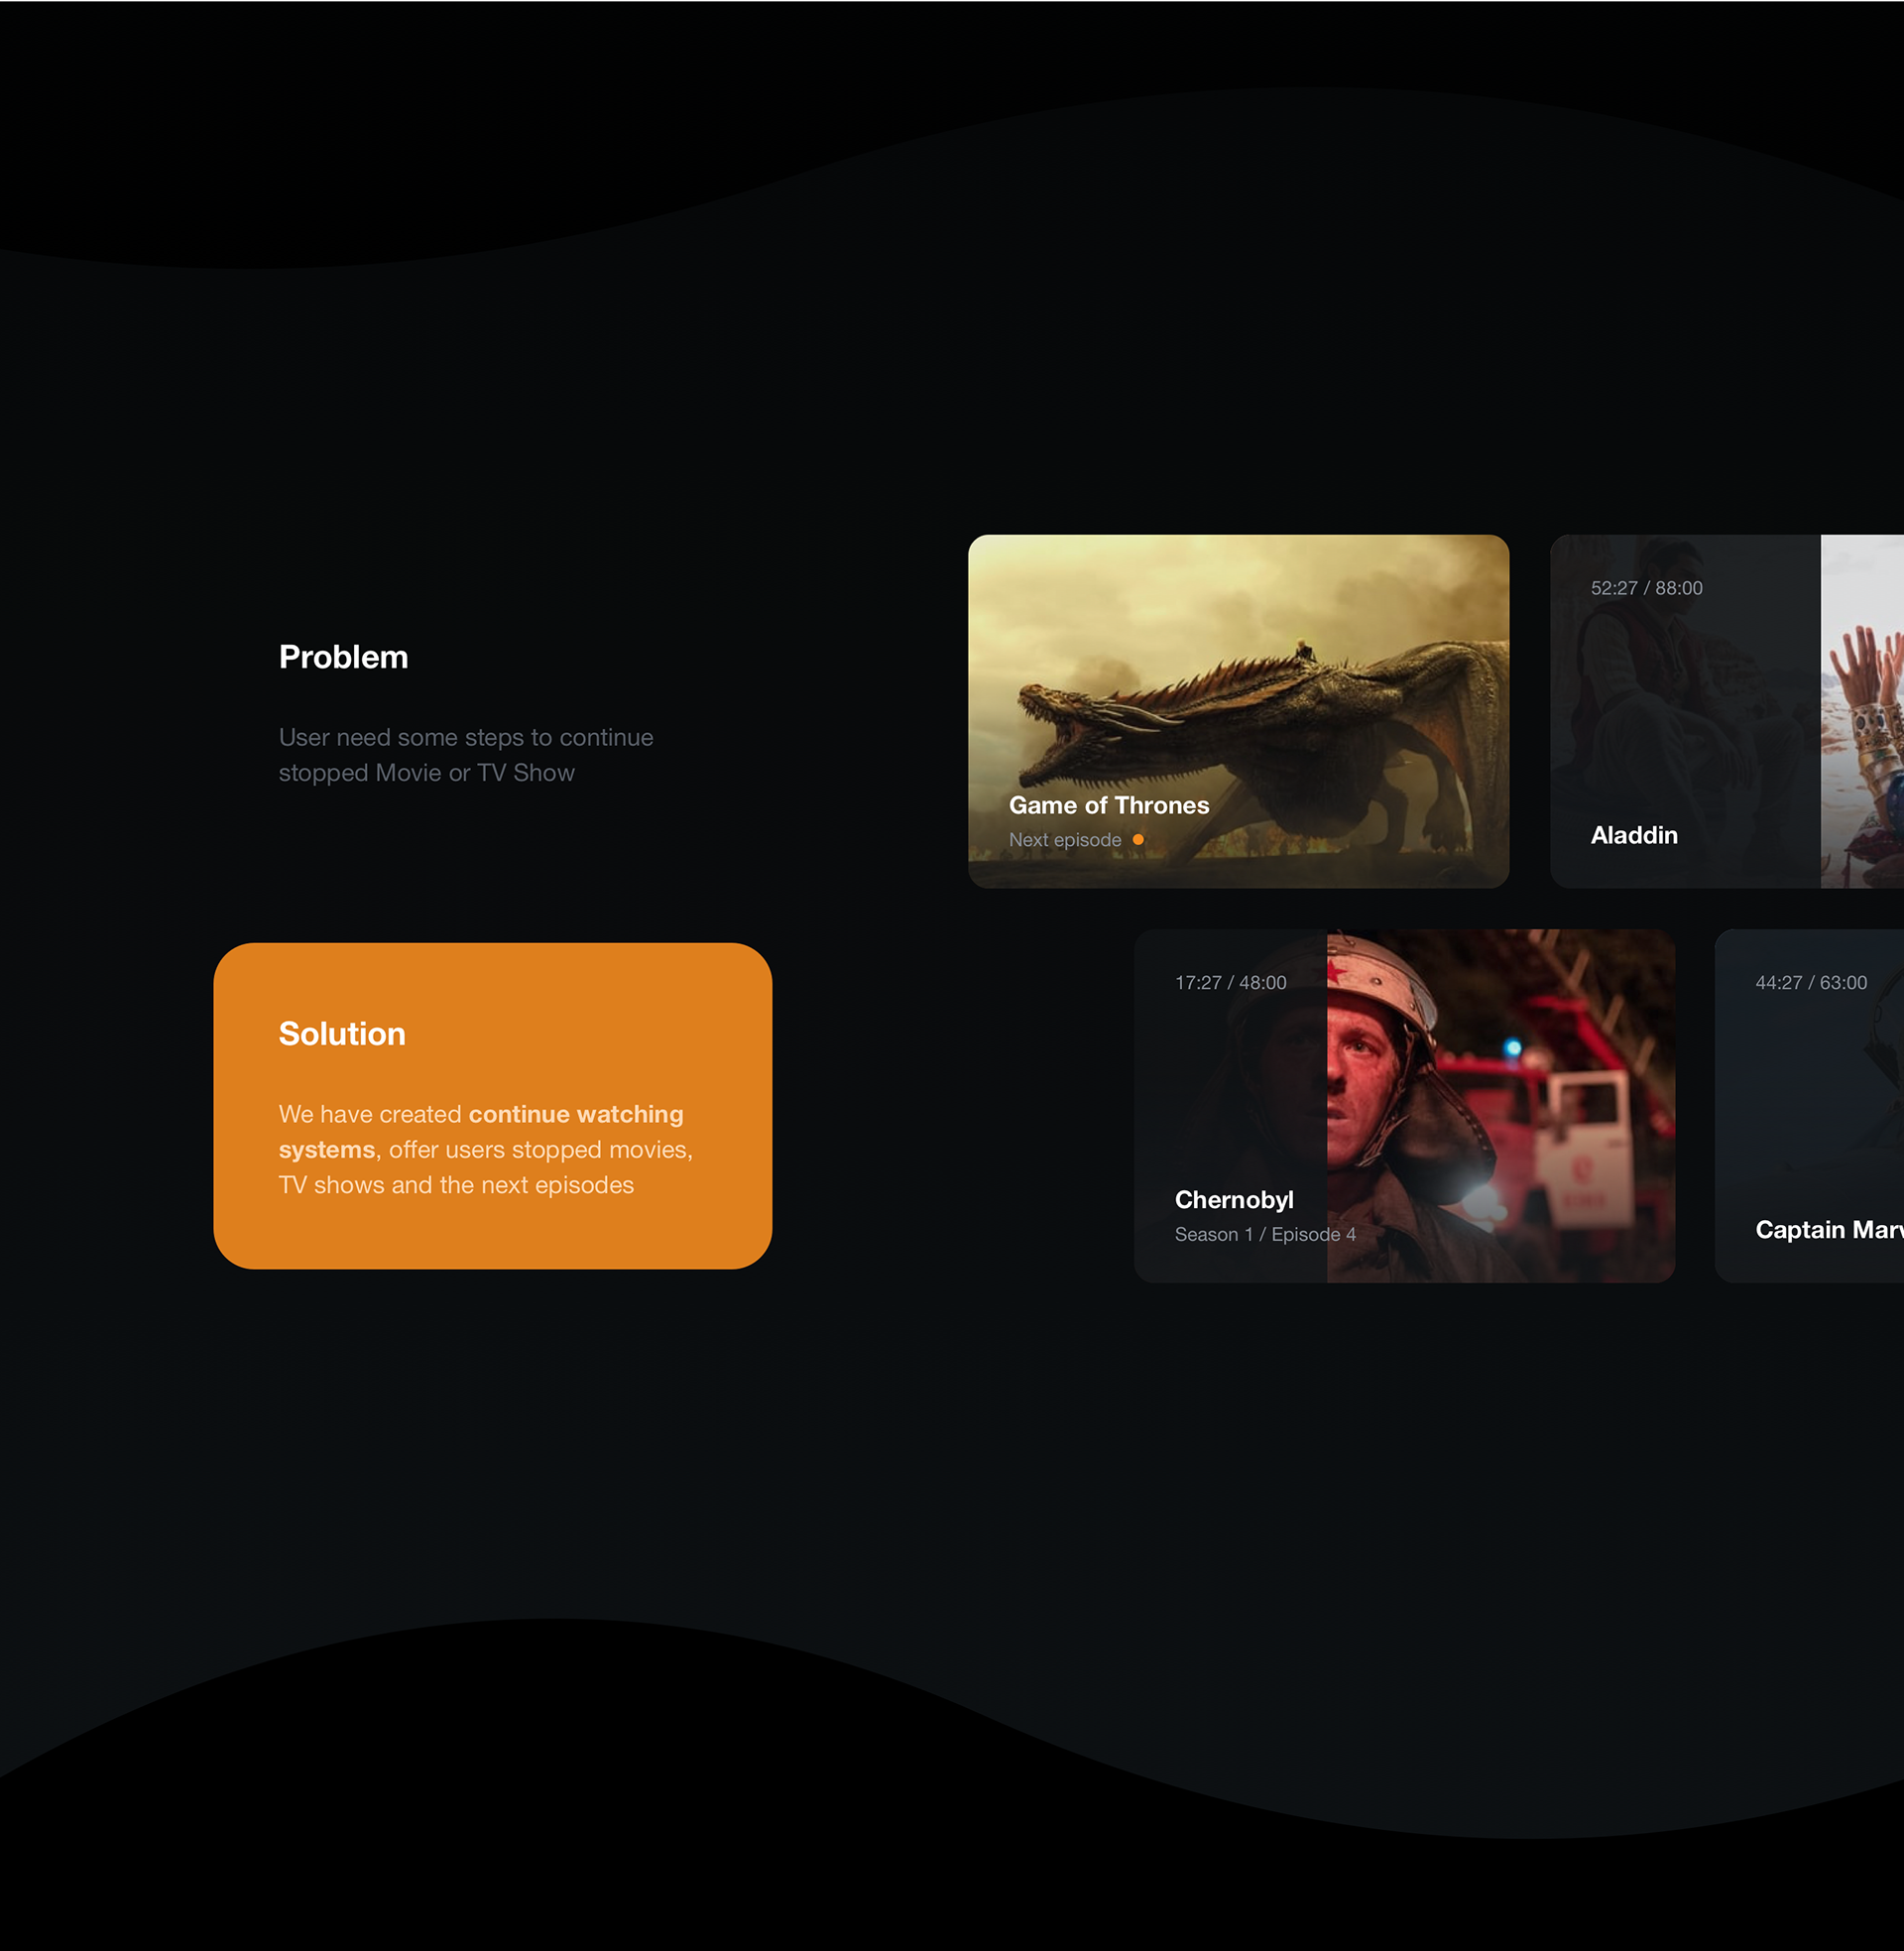 Problem
User need some steps to continue
stopped Movie or TV Show
Solution
We have created continue watching
systems, offer users stopped movies,
TV shows and the next episodes
Game of Thrones
Next episode
52:27 / 88:00
Aladdin
17:27 / 48:00
Chernobyl
Season 1 / Episode 4
44:27 / 63:00
Captain Marv